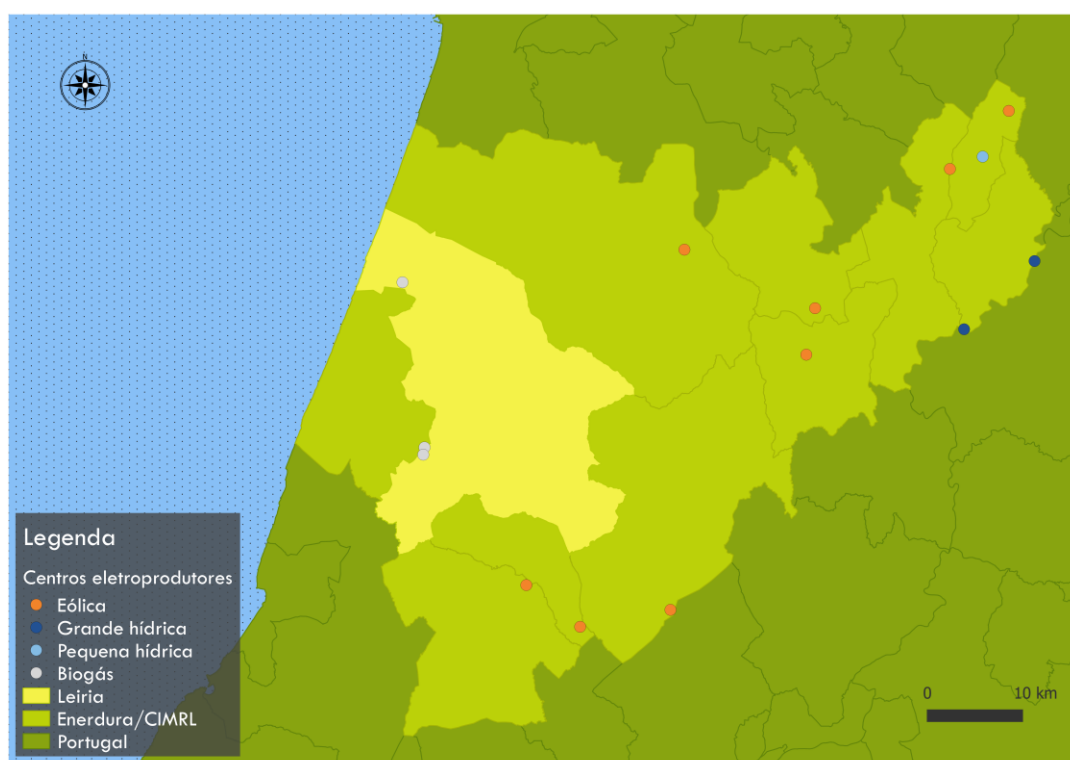 N
Legenda
Centros eletroprodutores
Eólica
Grande hídrica
Pequena hídrica
Biogás
Leiria
Enerdura/CIMRL
Portugal
0 10 km